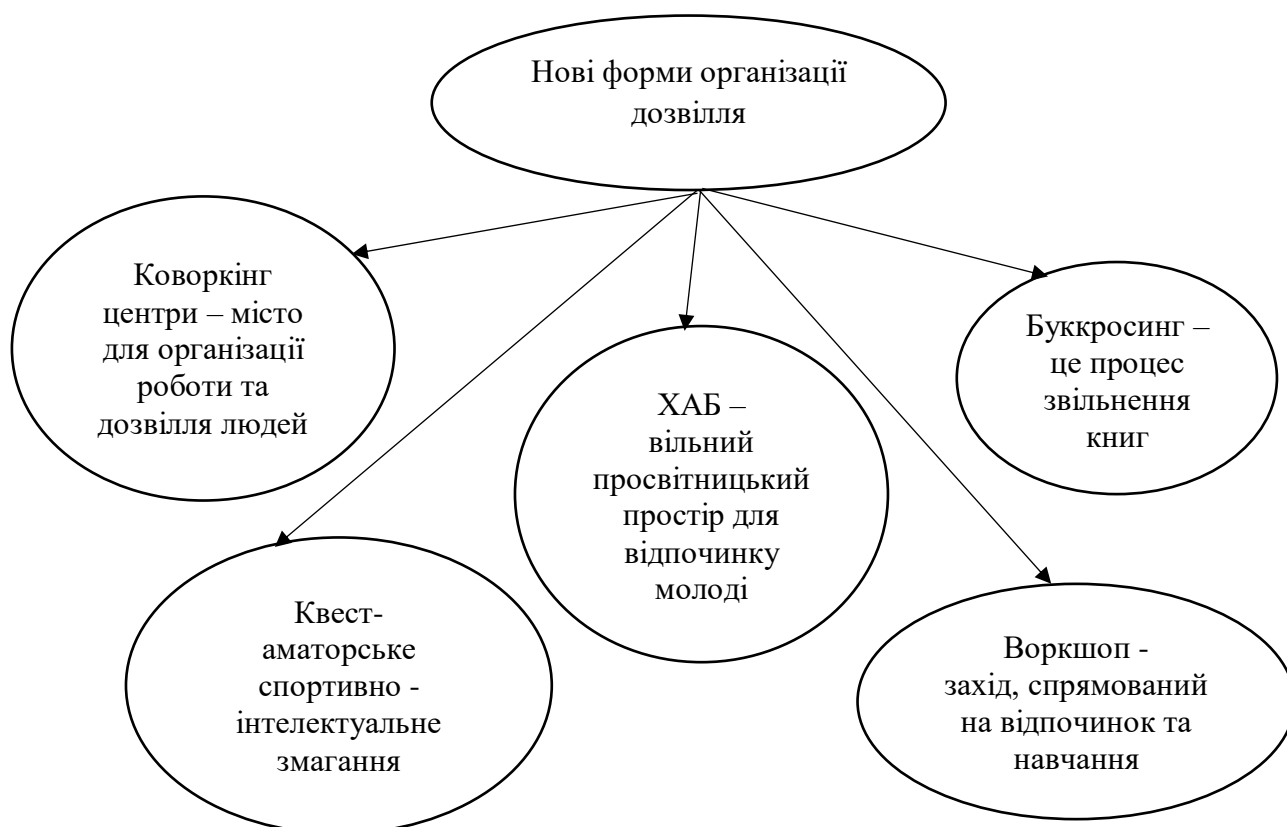 Нові форми організації
дозвілля
Коворкінг
центри – місто
для організації
роботи та
дозвілля людей
Буккросинг –
це процес
звільнення
книг
ХАБ –
вільний
просвітницький
простір для
відпочинку
молоді
Квест-
аматорське
спортивно -
інтелектуальне
змагання
Воркшоп -
захід, спрямований
на відпочинок та
навчання